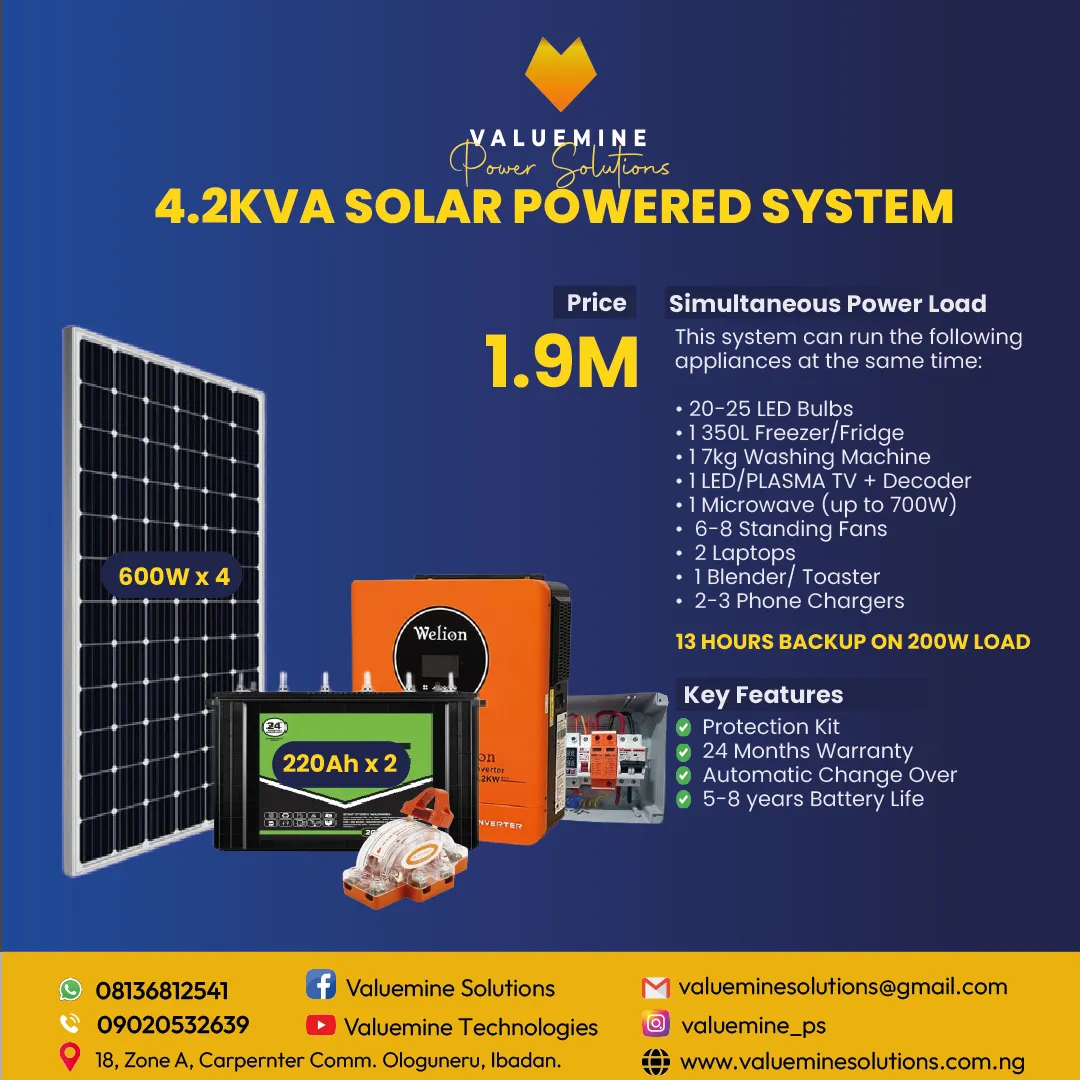 VALUEMINE
Power Solutions
4.2KVA SOLAR POWERED SYSTEM
Price
1.9M
Simultaneous Power Load
This system can run the following
appliances at the same time:
• 20-25 LED Bulbs
• 1 350L Freezer/Fridge
• 1 7kg Washing Machine
• 1 LED/PLASMA TV + Decoder
• 1 Microwave (up to 700W)
• 6-8 Standing Fans
• 2 Laptops
• 1 Blender/ Toaster
• 2-3 Phone Chargers
13 HOURS BACKUP ON 200W LOAD
Key Features
Protection Kit
24 Months Warranty
Automatic Change Over
5-8 years Battery Life
600W x 4
Welion
24
220Ah x 2
on
verter
.2KW
NVERTER
08136812541
09020532639
18, Zone A, Carpernter Comm. Ologuneru, Ibadan.
Valuemine Solutions
Valuemine Technologies
valueminesolutions@gmail.com
valuemine_ps
www.valueminesolutions.com.ng